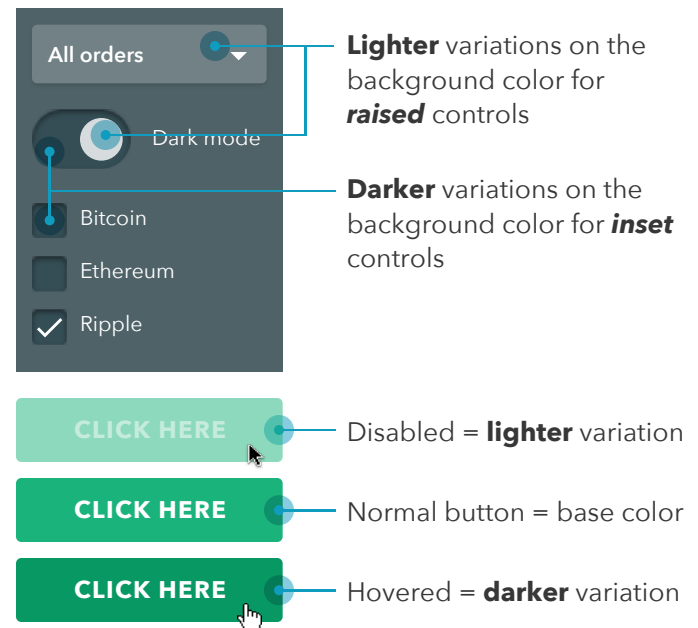 All orders
Lighter variations on the
background color for
raised controls
Dark mode
Darker variations on the
background color for inset
controls
Bitcoin
Ethereum
Ripple
CLICK HERE
Disabled = lighter variation
CLICK HERE
Normal button = base color
CLICK HERE
Hovered = darker variation